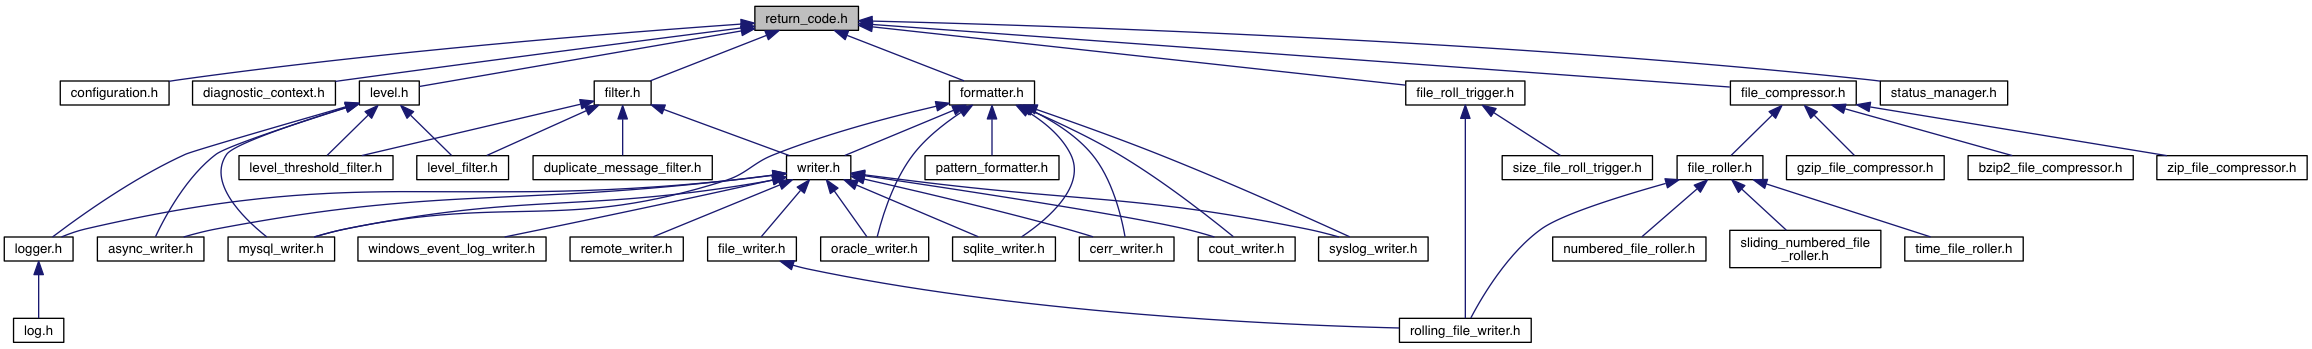 return_code.h
configuration.h
diagnostic_context.h
level.h
filter.h
formatter.h
file_roll_trigger.h
file_compressor.h
status_manager.h
level_threshold_filter.h
level_filter.h
duplicate_message_filter.h
writer.h
pattern_formatter.h
size_file_roll_trigger.h
file_roller.h
gzip_file_compressor.h
bzip2_file_compressor.h
zip_file_compressor.h
logger.h
async_writer.h
mysql_writer.h
windows_event_log_writer.h
remote_writer.h
file_writer.h
oracle_writer.h
sqlite_writer.h
cerr_writer.h
cout_writer.h
syslog_writer.h
numbered_file_roller.h
sliding_numbered_file
_roller.h
time_file_roller.h
log.h
rolling_file_writer.h